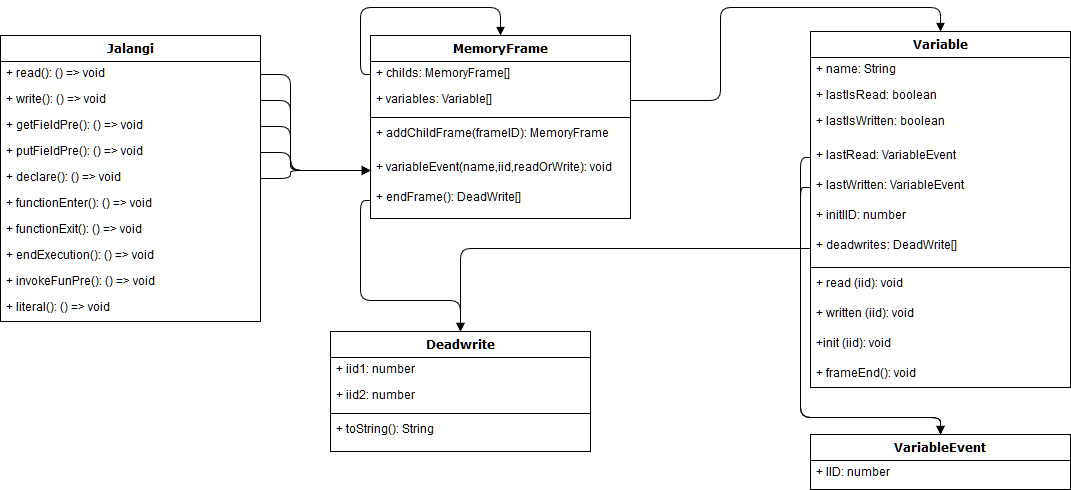 Jalangi
+ read(): () => void
+ write(): () => void
+ getFieldPre(): () => void
+ putFieldPre(): () => void
+ declare(): () => void
+ functionEnter(): () => void
+ functionExit(): () => void
+ endExecution(): () => void
+ invokeFunPre(): () => void
+ literal(): () => void
MemoryFrame
+ childs: MemoryFrame[]
+ variables: Variable[]
+ addChildFrame(frameID): MemoryFrame
+ variableEvent(name,iid,readOrWrite): void
+ endFrame(): DeadWrite[]
Variable
+ name: String
+ lastIsRead: boolean
+ lastIsWritten: boolean
+ lastRead: VariableEvent
+ lastWritten: VariableEvent
+ initIID: number
+ deadwrites: DeadWrite[]
+ read (iid): void
+ written (iid): void
+init (iid): void
+ frameEnd(): void
Deadwrite
+ iid1: number
+ iid2: number
+ toString(): String
VariableEvent
+ IID: number